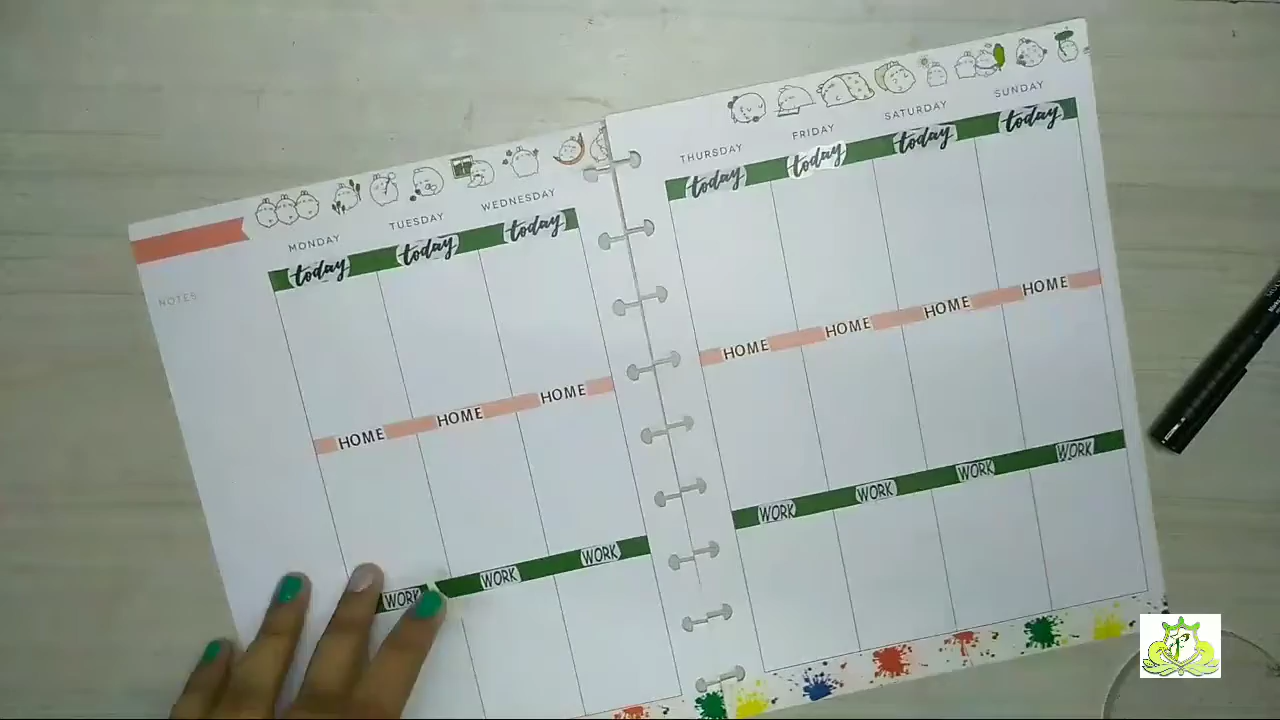 MONDAY TUESDAY WEDNESDAY THURSDAY FRIDAY SATURDAY SUNDAY
today today today today today today today
NOTES
HOME HOME HOME HOME HOME HOME HOME
WORK WORK WORK WORK WORK WORK WORK